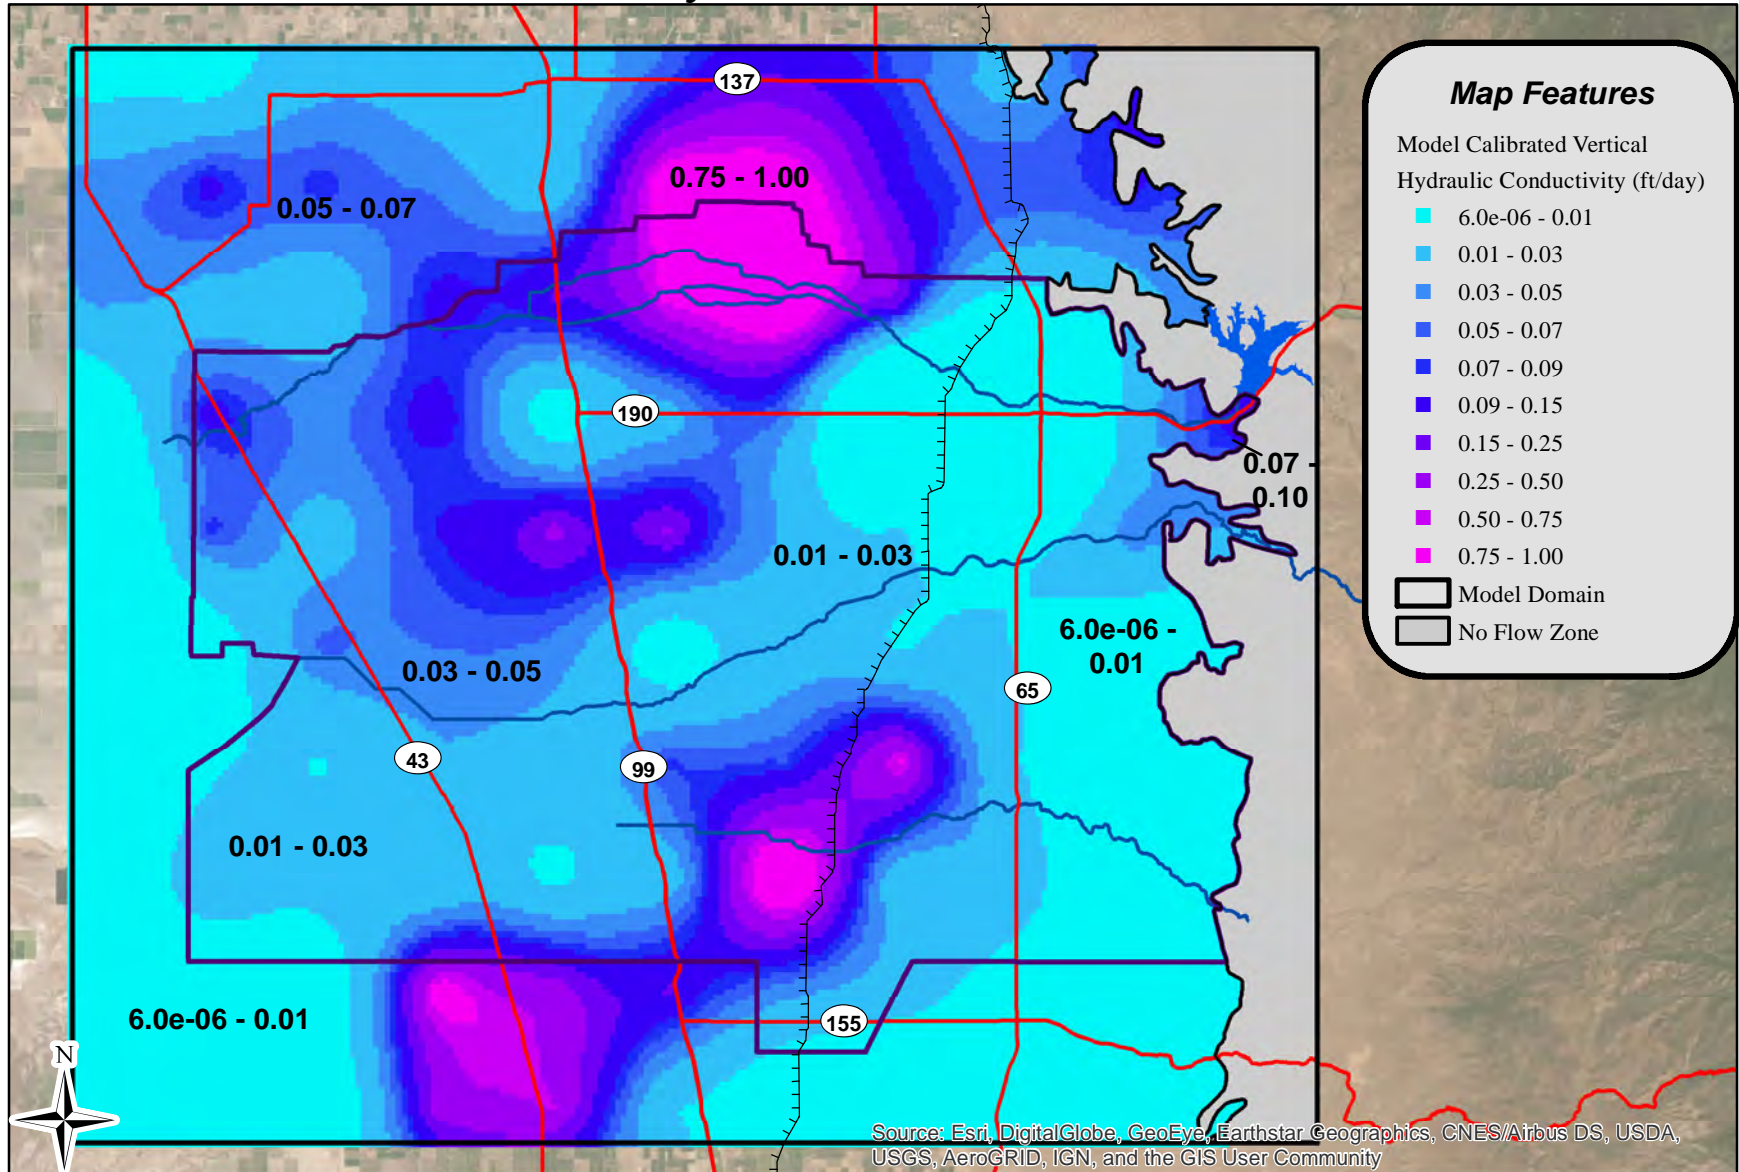 137
0.75 - 1.00
0.05 - 0.07
190
0.07 -
0.10
0.01 - 0.03
6.0e-06 -
0.01
0.03 - 0.05
65
43
99
0.01 - 0.03
6.0e-06 - 0.01
155
N
Map Features
Model Calibrated Vertical
Hydraulic Conductivity (ft/day)
6.0e-06 - 0.01
0.01 - 0.03
0.03 - 0.05
0.05 - 0.07
0.07 - 0.09
0.09 - 0.15
0.15 - 0.25
0.25 - 0.50
0.50 - 0.75
0.75 - 1.00
Model Domain
No Flow Zone
Source: Esri, DigitalGlobe, GeoEye, Earthstar Geographics, CNES/Airbus DS, USDA,
USGS, AeroGRID, IGN, and the GIS User Community